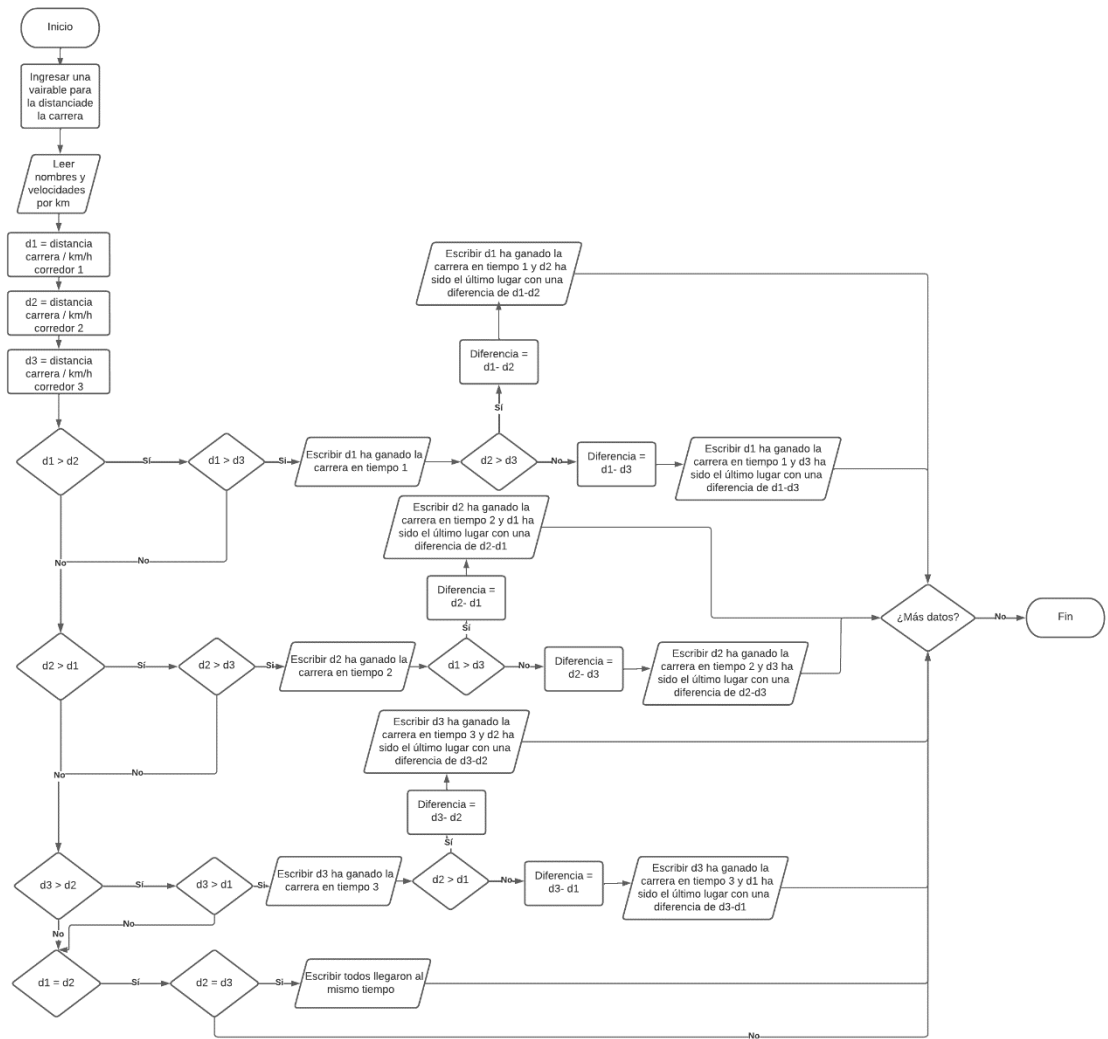 Inicio
Ingresar una
vairable para
la distanciade
la carrera
Leer
nombres y
velocidades
por km
d1 = distancia
carrera / km/h
corredor 1
d2 = distancia
carrera / km/h
corredor 2
d3 = distancia
carrera / km/h
corredor 3
Escribir d1 ha ganado la
carrera en tiempo 1 y d2 ha
sido el último lugar con una
diferencia de d1-d2
Diferencia =
d1- d2
Sí
d1 > d2
Sí
d1 > d3
Si
Escribir d1 ha ganado la
carrera en tiempo 1
d2 > d3
No
Diferencia =
d1- d3
Escribir d1 ha ganado la
carrera en tiempo 1 y d3 ha
sido el último lugar con una
diferencia de d1-d3
No
No
Escribir d2 ha ganado la
carrera en tiempo 2 y d1 ha
sido el último lugar con una
diferencia de d2-d1
Diferencia =
d2- d1
Sí
¿Más datos?
No
Fin
d2 > d1
Sí
d2 > d3
Si
Escribir d2 ha ganado la
carrera en tiempo 2
d1 > d3
No
Diferencia =
d2- d3
Escribir d2 ha ganado la
carrera en tiempo 2 y d3 ha
sido el último lugar con una
diferencia de d2-d3
No
No
Escribir d3 ha ganado la
carrera en tiempo 3 y d2 ha
sido el último lugar con una
diferencia de d3-d2
Diferencia =
d3- d2
Sí
d3 > d2
Sí
d3 > d1
Si
Escribir d3 ha ganado la
carrera en tiempo 3
d2 > d1
No
Diferencia =
d3- d1
Escribir d3 ha ganado la
carrera en tiempo 3 y d1 ha
sido el último lugar con una
diferencia de d3-d1
No
No
d1 = d2
Sí
d2 = d3
Si
Escribir todos llegaron al
mismo tiempo
No